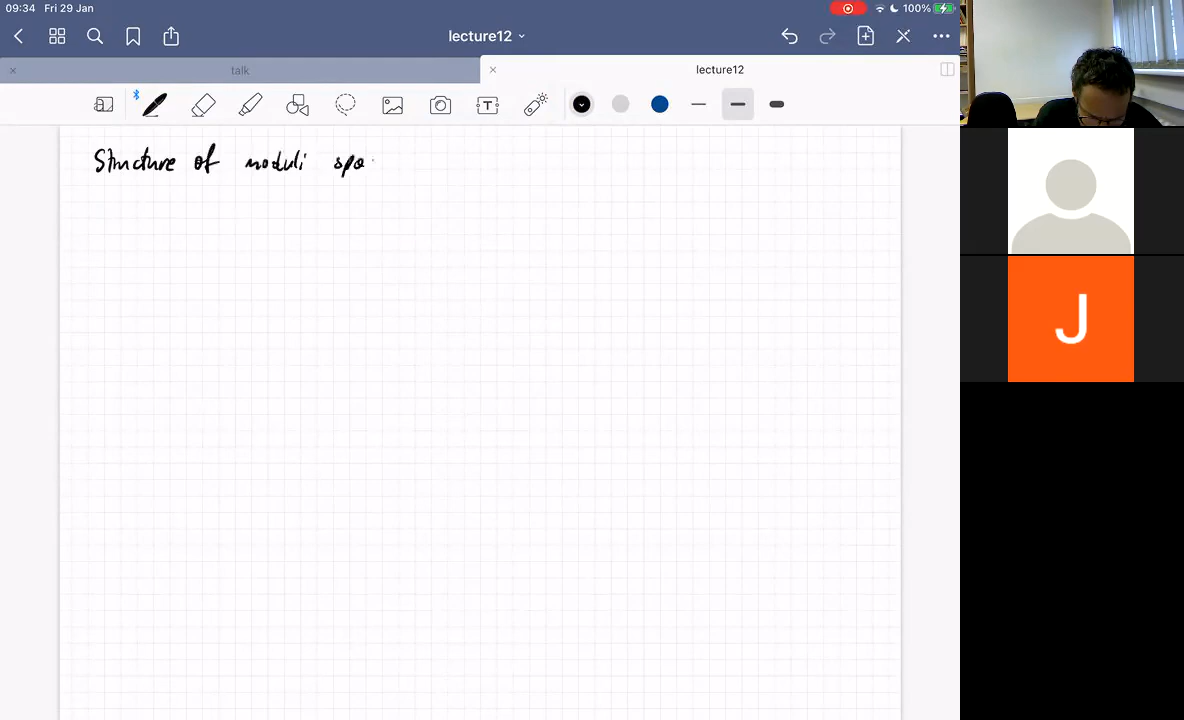 09:34 Fri 29 Jan
100%
lecture12
talk
lecture12
T
Structure of moduli spa
J